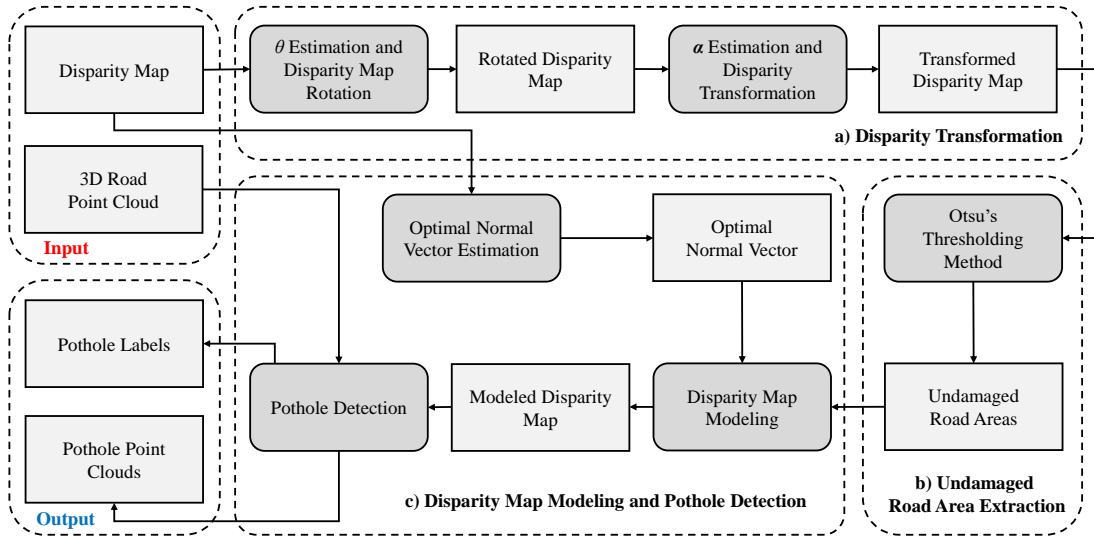 Disparity Map
3D Road
Point Cloud
Input
θ Estimation and
Disparity Map
Rotation
Rotated Disparity
Map
α Estimation and
Disparity
Transformation
Transformed
Disparity Map
a) Disparity Transformation
Optimal Normal
Vector Estimation
Optimal
Normal Vector
Otsu's
Thresholding
Method
Pothole Labels
Pothole Point
Clouds
Output
Pothole Detection
Modeled Disparity
Map
Disparity Map
Modeling
Undamaged
Road Areas
c) Disparity Map Modeling and Pothole Detection
b) Undamaged
Road Area Extraction